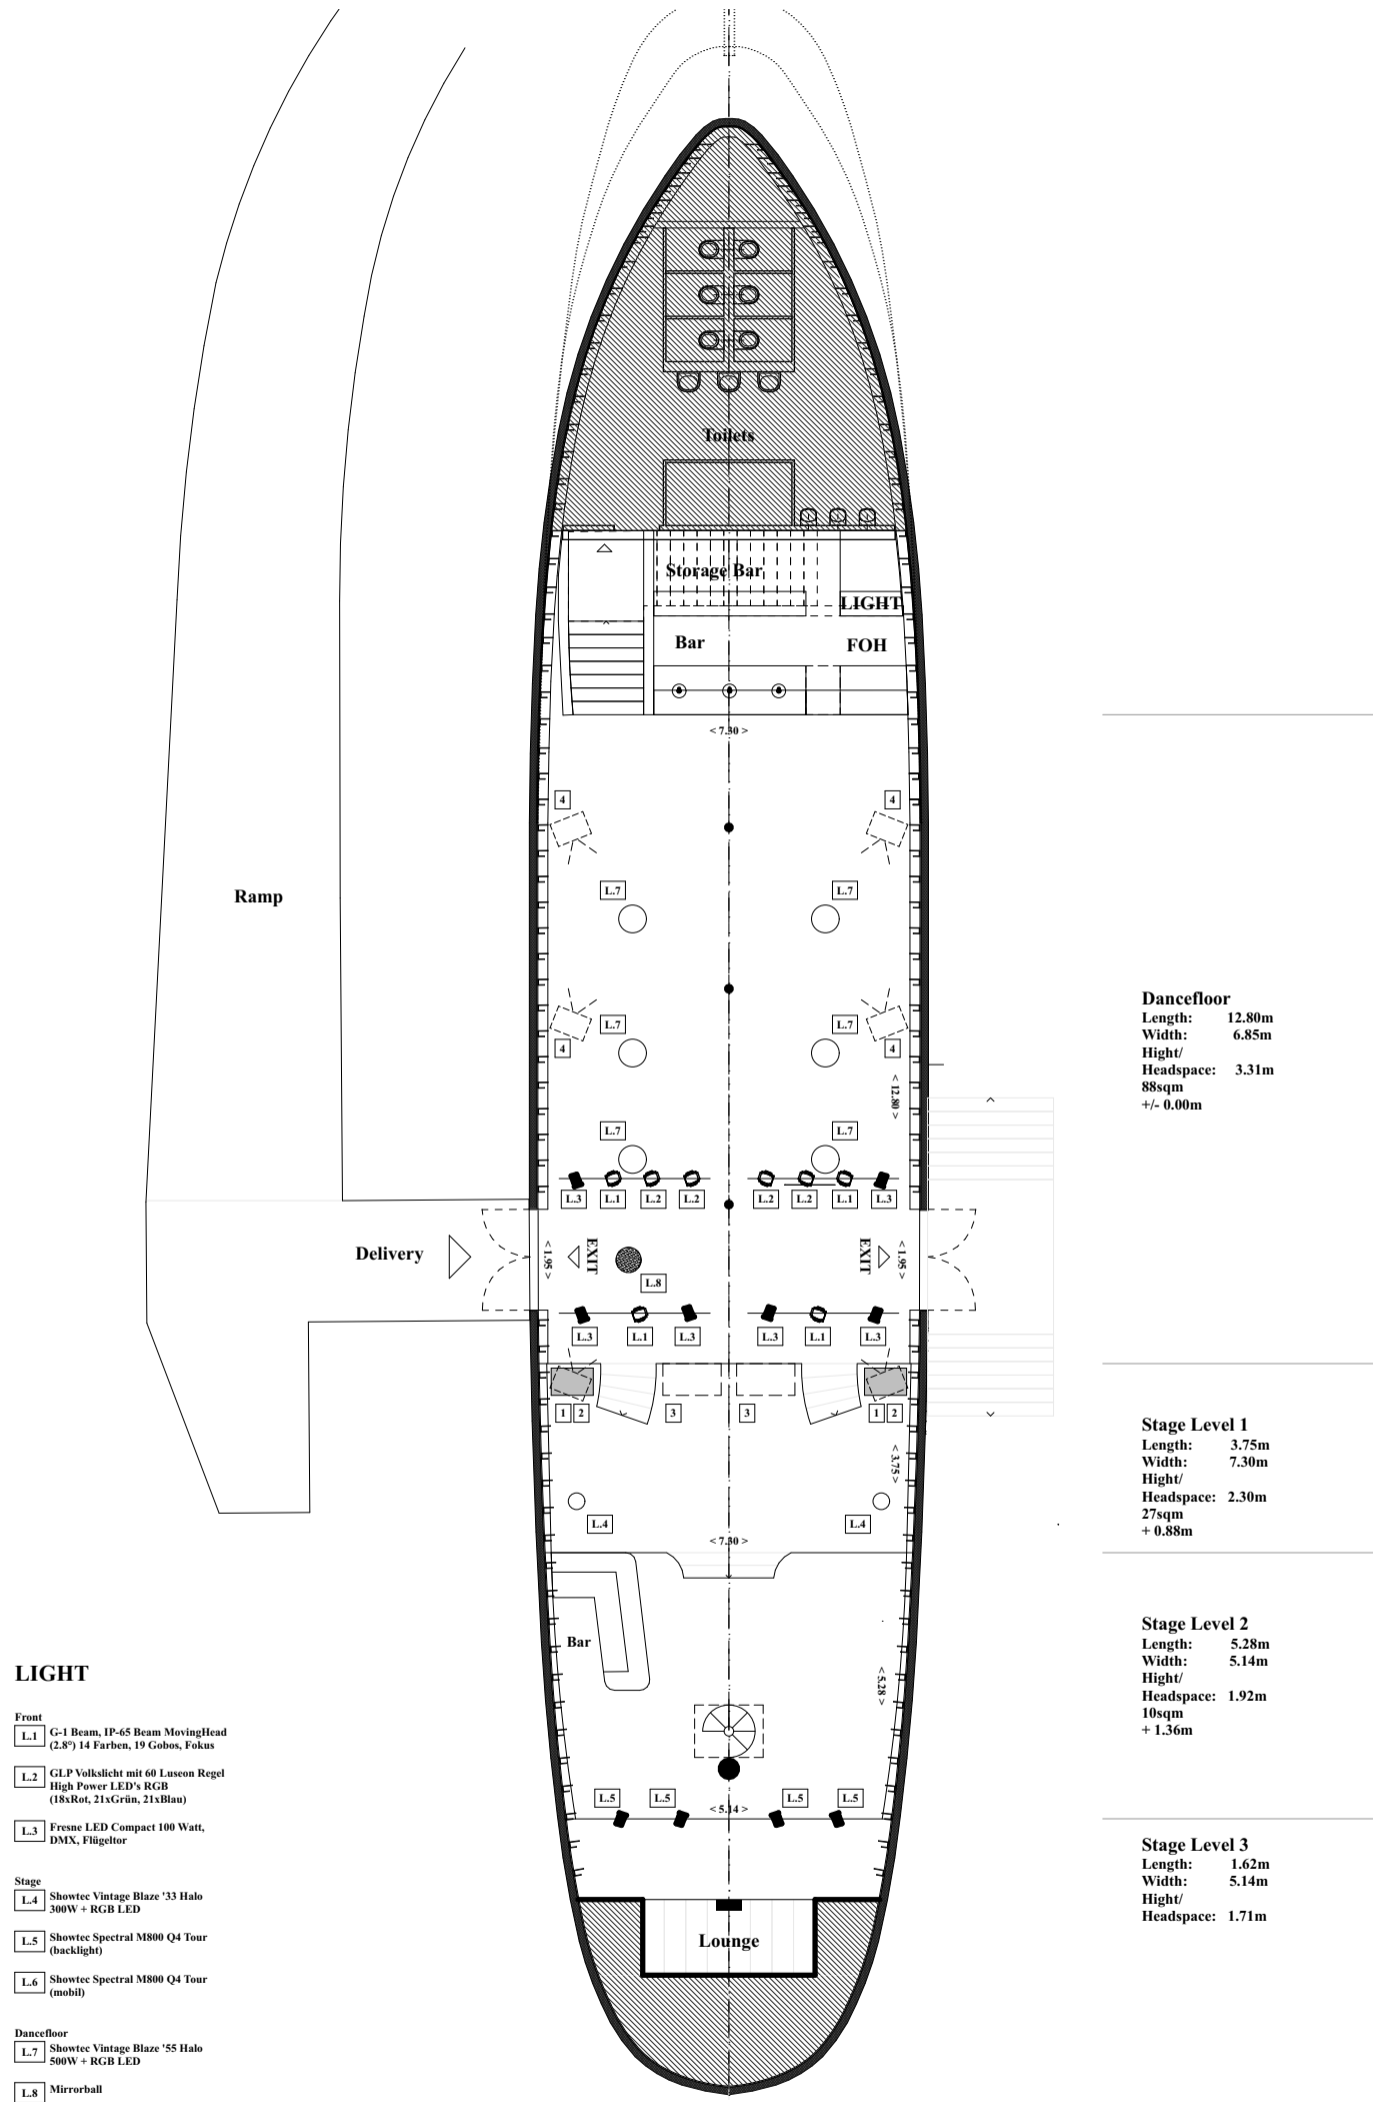 Toilets
Storage Bar
LIGHT
Bar
FOH
< 7.30 >
4
4
L.7
L.7
Ramp
L.7
L.7
4
4
< 12.80 >
L.7
L.7
L.3
L.1
L.2
L.2
L.2
L.2
L.1
L.3
Delivery
< 1.95 >
EXIT
EXIT
< 1.95 >
L.8
L.3
L.1
L.3
L.3
L.1
L.3
1
2
3
3
1
2
< 3.75 >
L.4
L.4
< 7.30 >
Bar
< 5.28 >
L.5
L.5
L.5
L.5
< 5.14 >
Lounge
Dancefloor
Length: 12.80m
Width: 6.85m
Hight/
Headspace: 3.31m
88sqm
+/- 0.00m
Stage Level 1
Length: 3.75m
Width: 7.30m
Hight/
Headspace: 2.30m
27sqm
+ 0.88m
Stage Level 2
Length: 5.28m
Width: 5.14m
Hight/
Headspace: 1.92m
10sqm
+ 1.36m
Stage Level 3
Length: 1.62m
Width: 5.14m
Hight/
Headspace: 1.71m
LIGHT
Front
L.1 G-1 Beam, IP-65 Beam MovingHead
(2.8°) 14 Farben, 19 Gobos, Fokus
L.2 GLP Volkslicht mit 60 Luseon Regel
High Power LED's RGB
(18xRot, 21xGrün, 21xBlau)
L.3 Fresne LED Compact 100 Watt,
DMX, Flügeltor
Stage
L.4 Showtec Vintage Blaze '33 Halo
300W + RGB LED
L.5 Showtec Spectral M800 Q4 Tour
(backlight)
L.6 Showtec Spectral M800 Q4 Tour
(mobil)
Dancefloor
L.7 Showtec Vintage Blaze '55 Halo
500W + RGB LED
L.8 Mirrorball